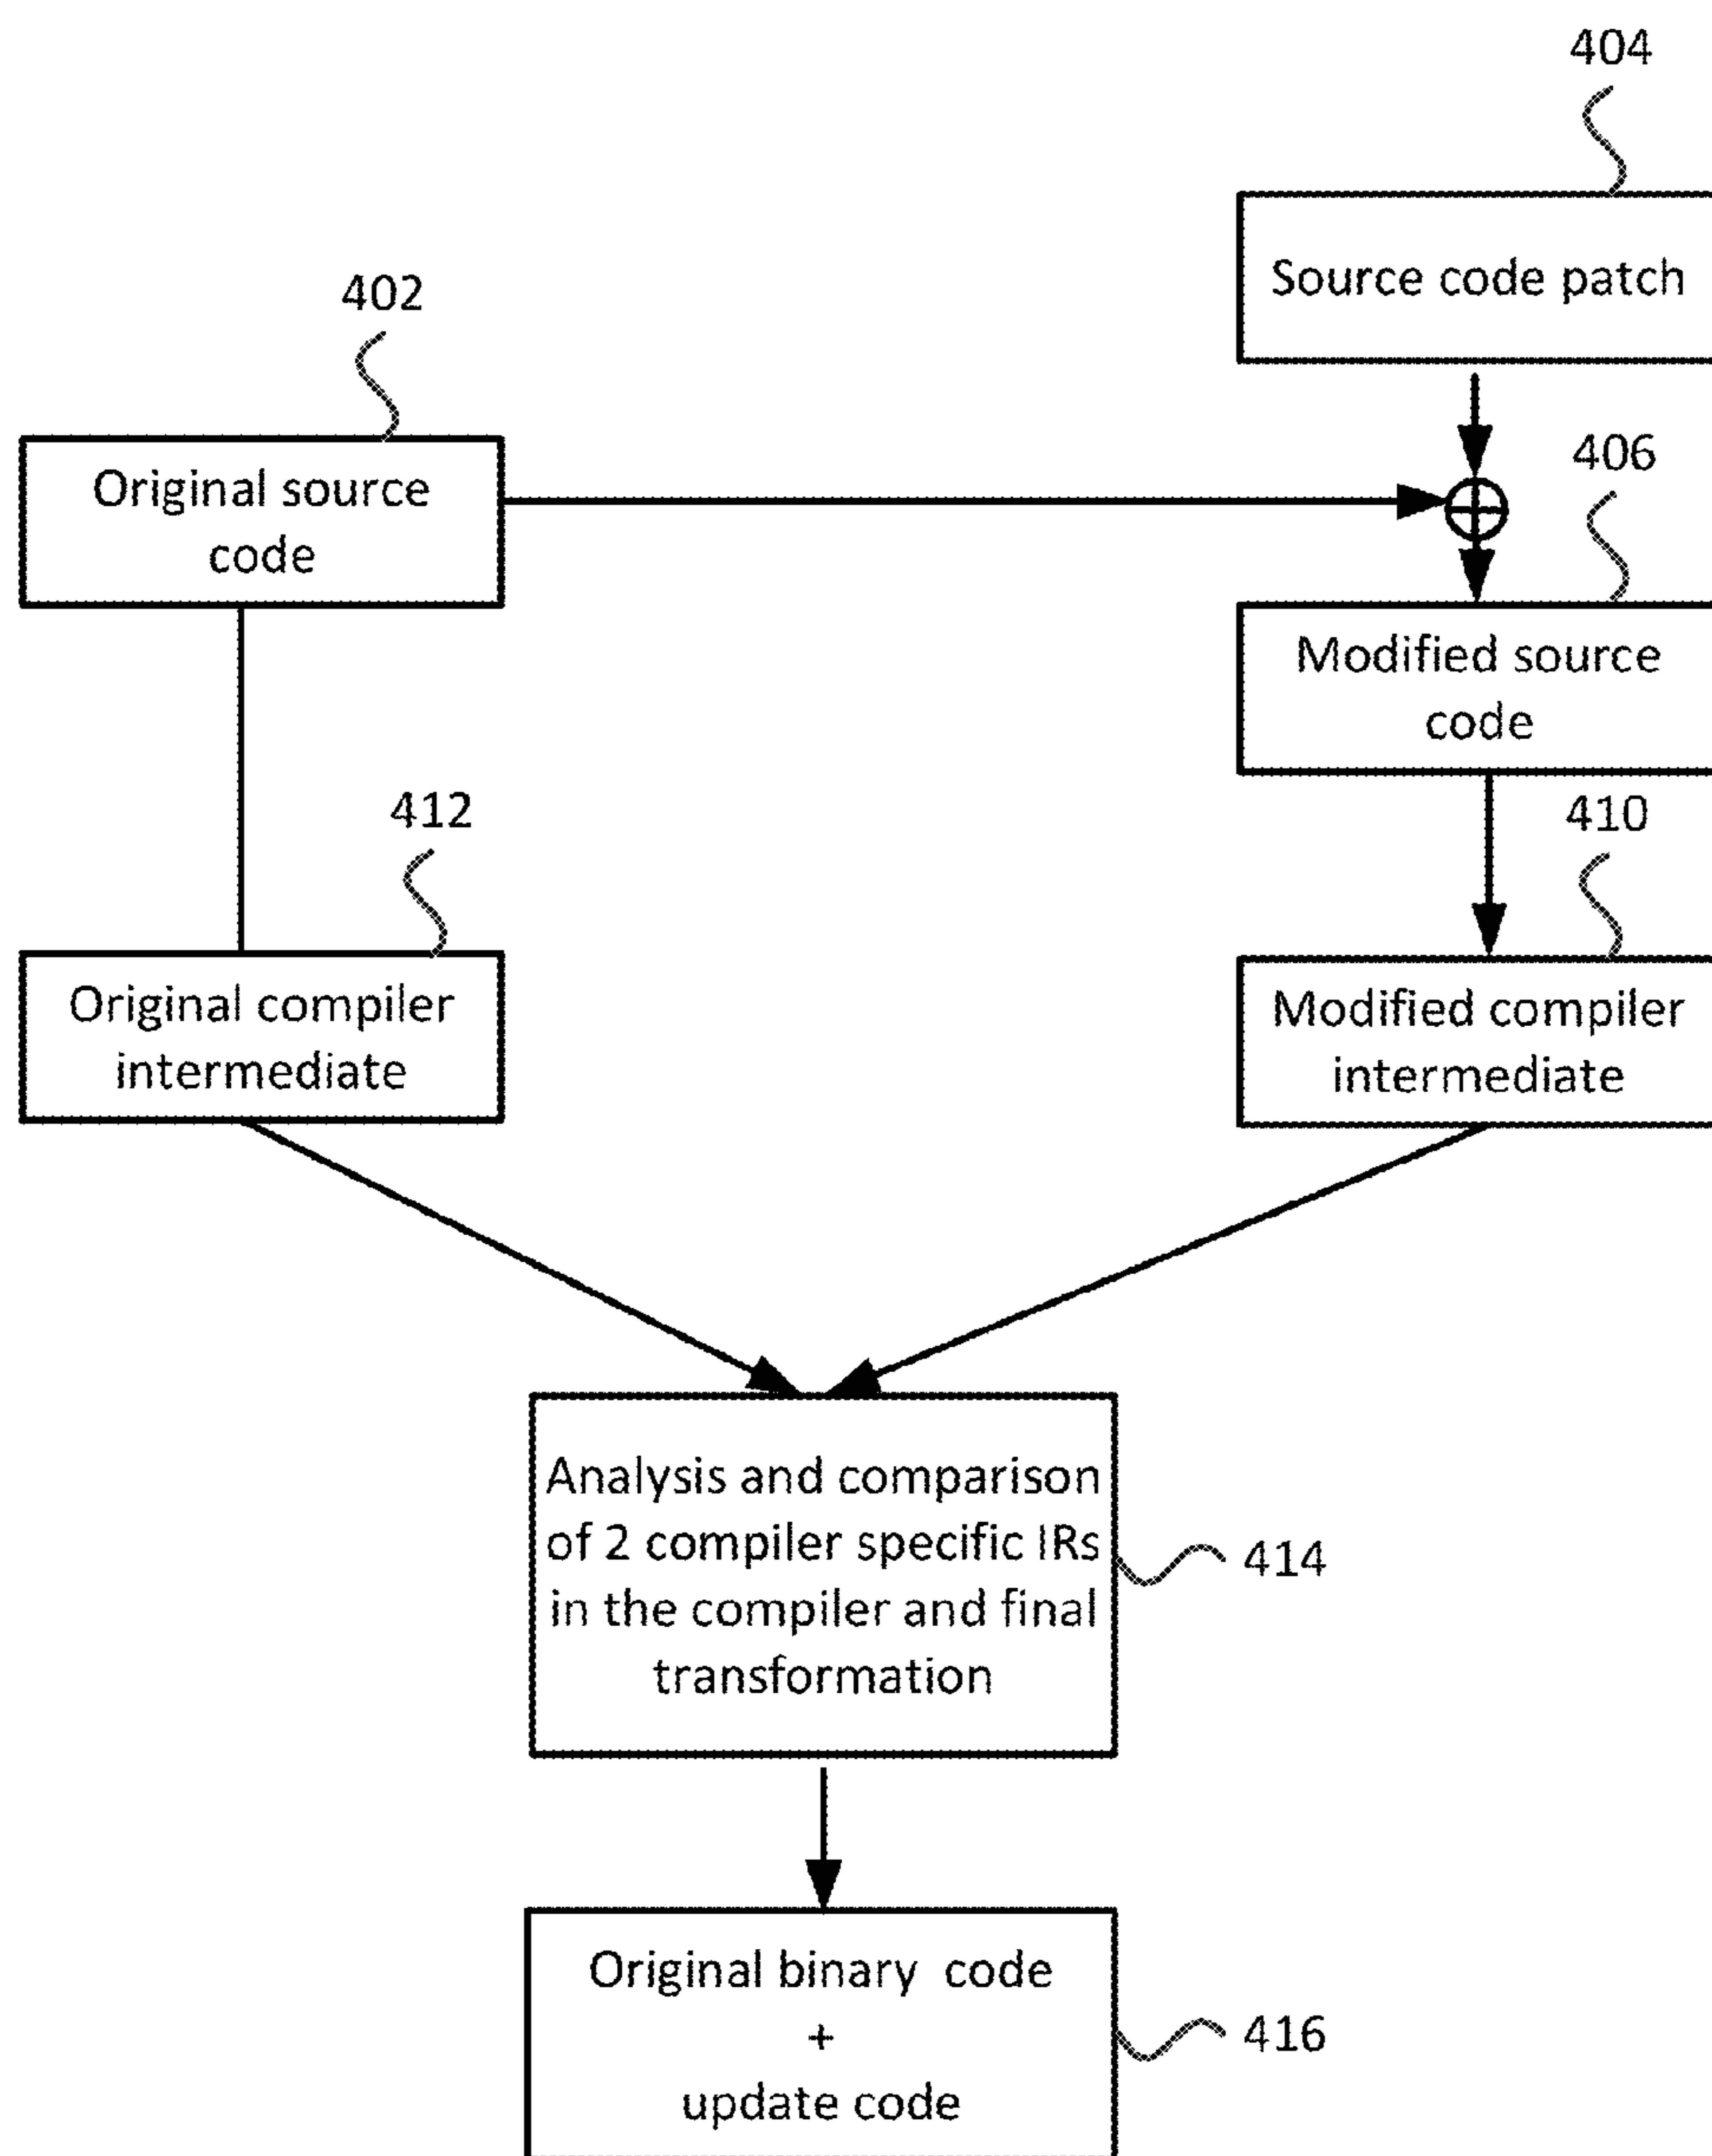 404
Source code patch
402
Original source
code
406
Modified source
code
412
410
Original compiler
intermediate
Modified compiler
intermediate
Analysis and comparison
of 2 compiler specific IRs
in the compiler and final
transformation
414
Original binary code
+
update code
416